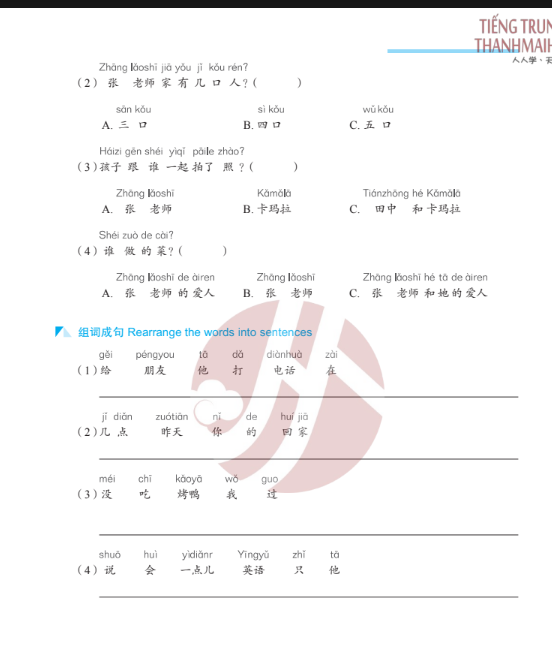 TIẾNG TRUN
THANHMAIH
人人学·
Zhāng lǎoshī jiā yǒu jǐ kǒu rén?
（2）张 老师 家 有 几 口 人？（ ）
sān kǒu sì kǒu wǔ kǒu
A. 三 口 B. 四 口 C. 五 口
Háizi gēn shéi yìqǐ pāile zhào?
（3）孩子 跟 谁 一起 拍了 照？（ ）
Zhāng lǎoshī Kǎmǎlā Tiánzhōng hé Kǎmǎlā
A. 张 老师 B. 卡玛拉 C. 田中 和 卡玛拉
Shéi zuò de cài?
（4）谁 做 的 菜？（ ）
Zhāng lǎoshī de àiren Zhāng lǎoshī Zhāng lǎoshī hé tā de àiren
A. 张 老师 的 爱人 B. 张 老师 C. 张 老师 和 她 的 爱人
组词成句 Rearrange the words into sentences
gěi péngyou tā dǎ diànhuà zài
（1）给 朋友 他 打 电话 在
jǐ diǎn zuótiān nǐ de huí jiā
（2）几 点 昨天 你 的 回 家
méi chī kǎoyā wǒ guo
（3）没 吃 烤鸭 我 过
shuō huì yìdiǎnr Yīngyǔ zhǐ tā
（4）说 会 一点儿 英语 只 他